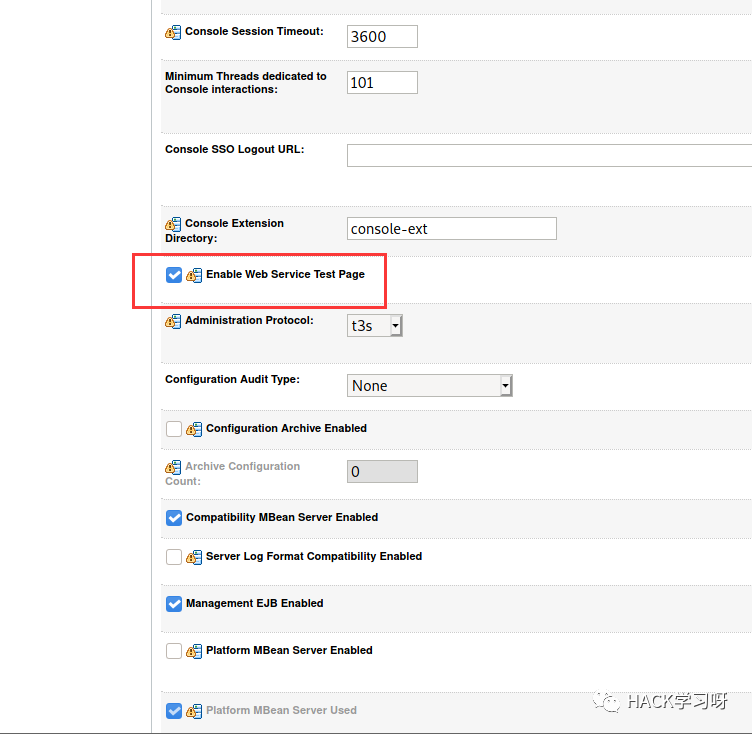 Console Session Timeout: 3600
Minimum Threads dedicated to
Console interactions: 101
Console SSO Logout URL:
Console Extension
Directory: console-ext
Enable Web Service Test Page
Administration Protocol: t3s
Configuration Audit Type: None
Configuration Archive Enabled
Archive Configuration
Count: 0
Compatibility MBean Server Enabled
Server Log Format Compatibility Enabled
Management EJB Enabled
Platform MBean Server Enabled
Platform MBean Server Used
HACK学习呀